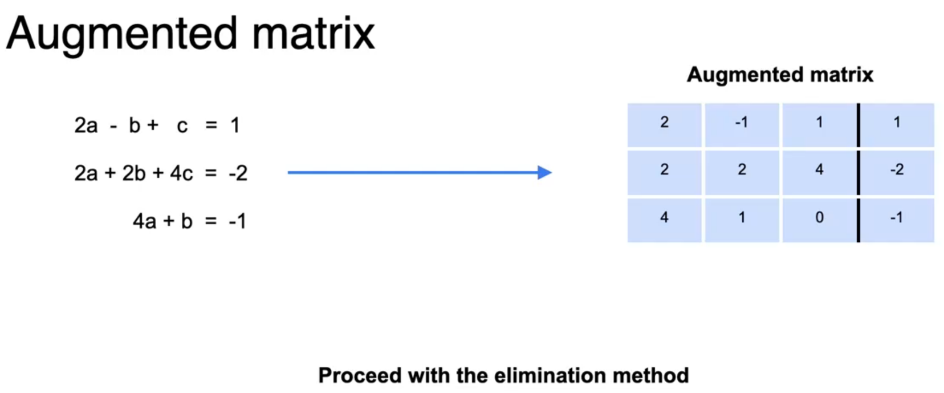 Augmented matrix
2a - b + c = 1
2a + 2b + 4c = -2
4a + b = -1
Augmented matrix
2 -1 1 1
2 2 4 -2
4 1 0 -1
Proceed with the elimination method